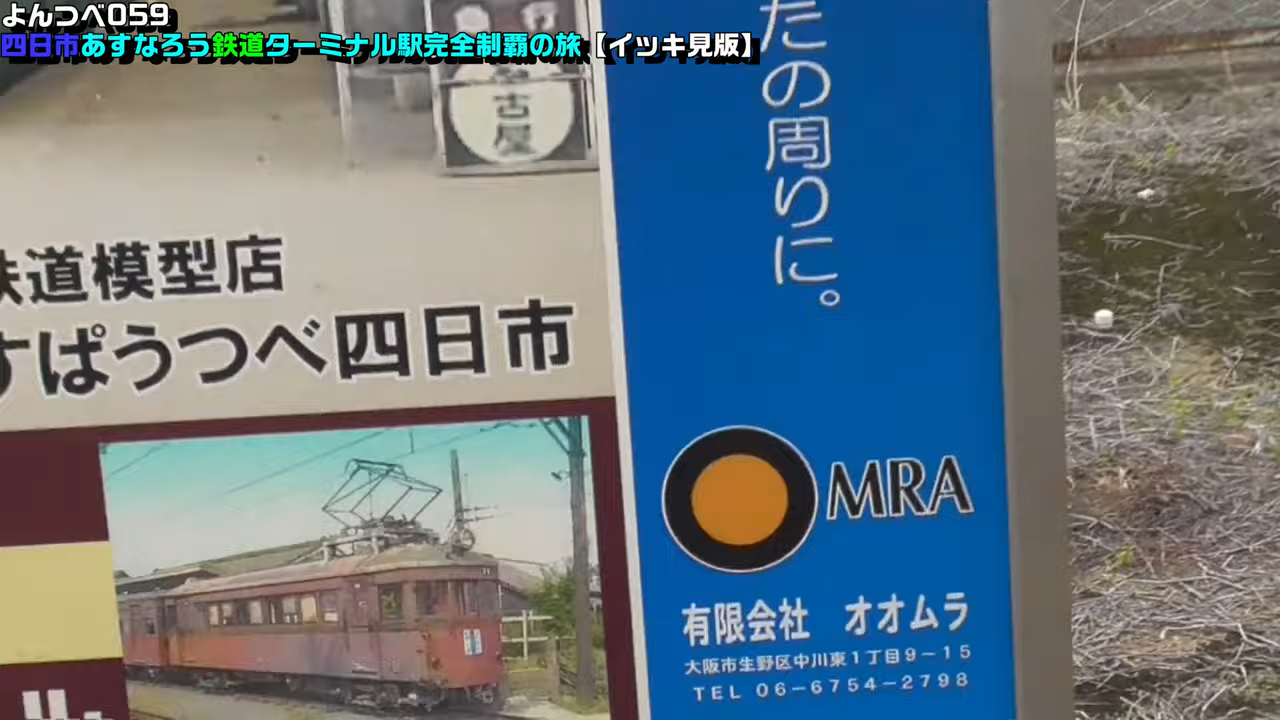 よんつべ059
四日市あすなろう鉄道ターミナル駅完全制覇の旅【イッキ見版】
古屋
鉄道模型店
すぱうつべ四日市
たの周りに。
OMRA
有限会社 オオムラ
大阪市生野区中川東1丁目9-15
TEL 06-6754-2798